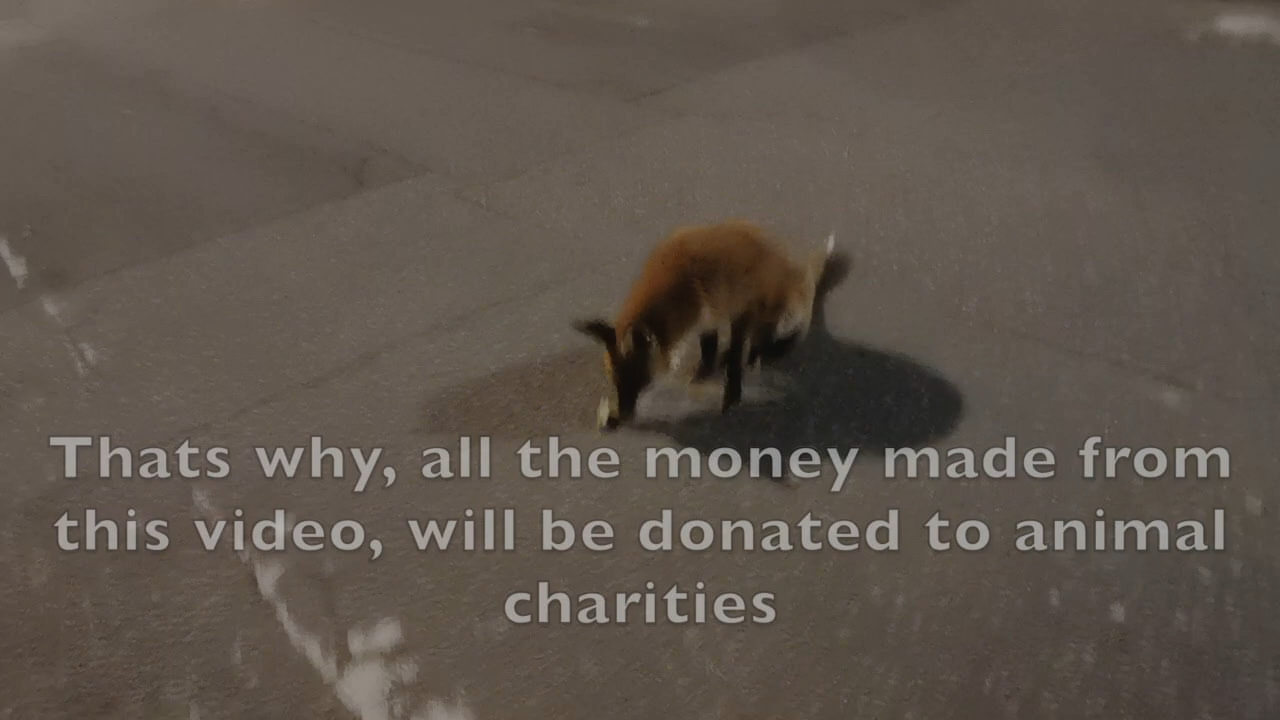 Thats why, all the money made from
this video, will be donated to animal
charities